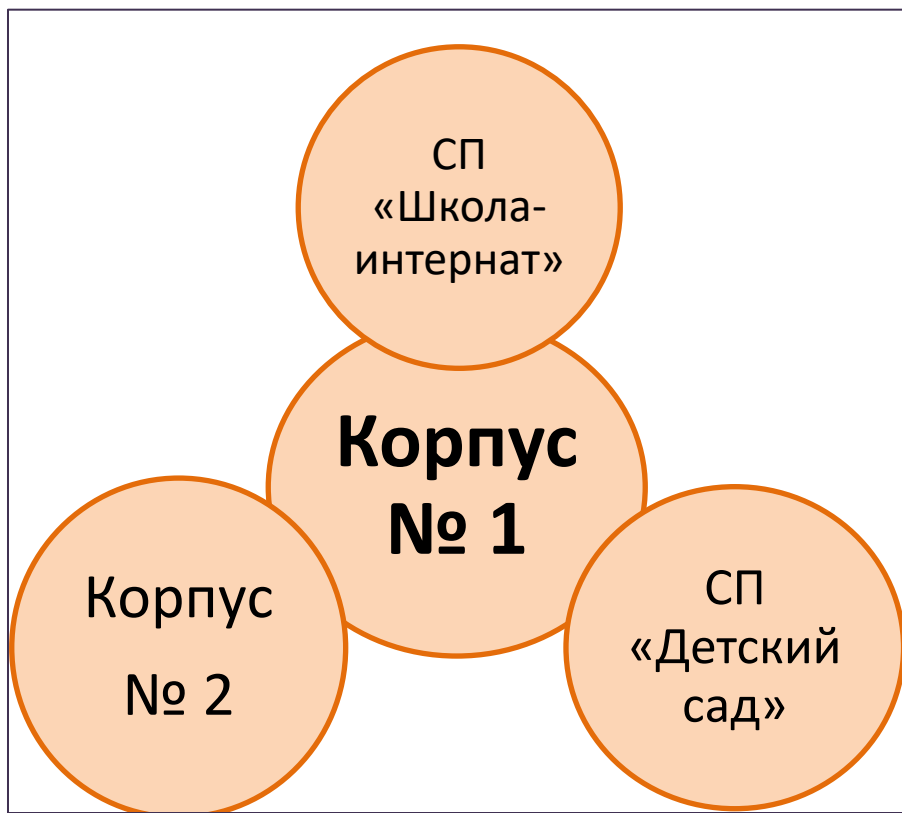 СП
«Школа-
интернат»
Корпус
№ 1
Корпус
№ 2
СП
«Детский
сад»